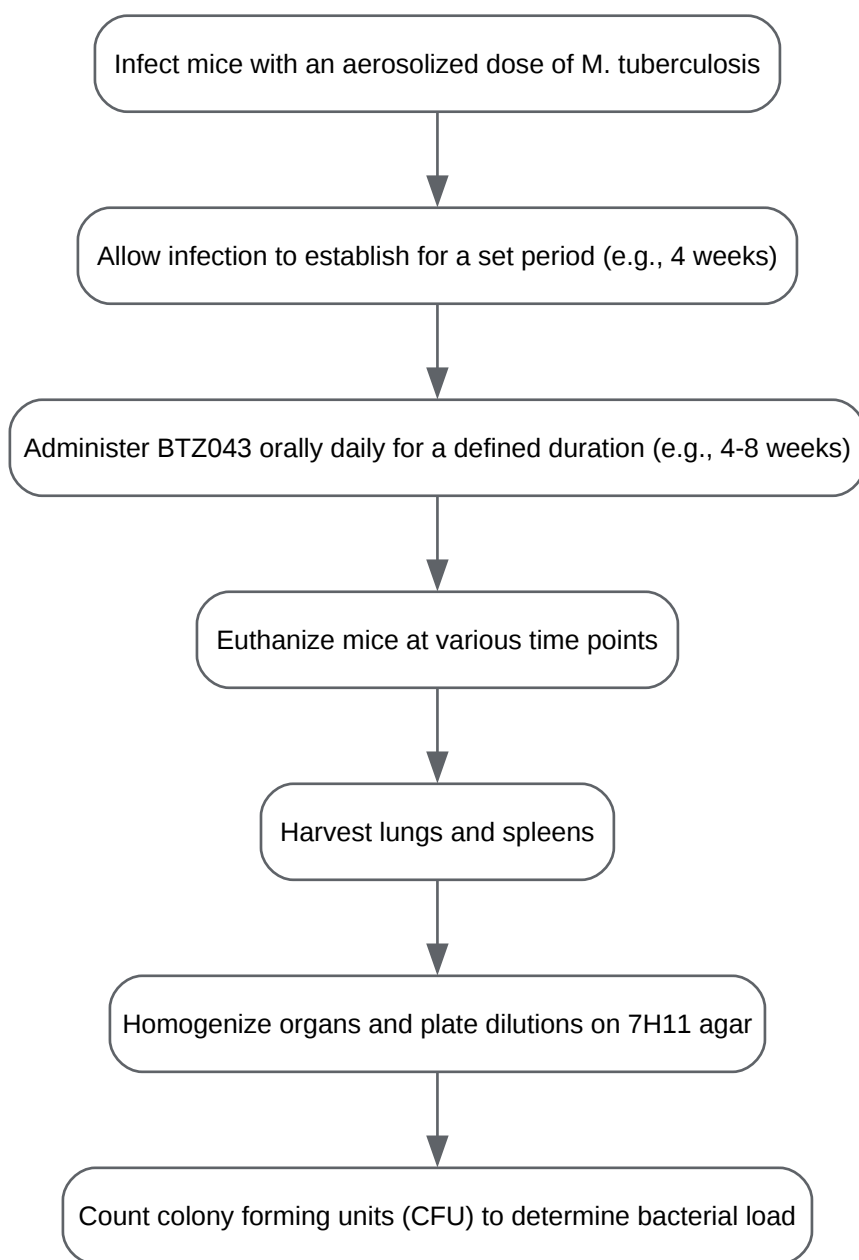 Infect mice with an aerosolized dose of M. tuberculosis
Allow infection to establish for a set period (e.g., 4 weeks)
Administer BTZ043 orally daily for a defined duration (e.g., 4-8 weeks)
Euthanize mice at various time points
Harvest lungs and spleens
Homogenize organs and plate dilutions on 7H11 agar
Count colony forming units (CFU) to determine bacterial load